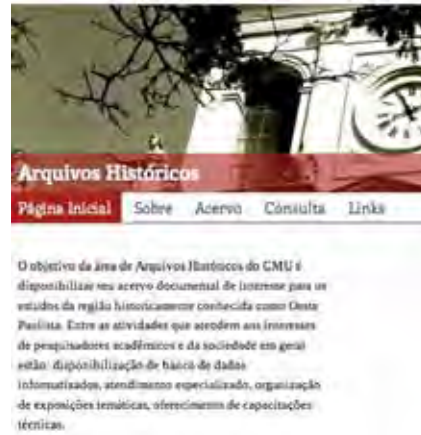 Arquivos Históricos
Página Inicial Sobre Acervo Consulta Links
O objetivo da área de Arquivos Históricos do CMU é
disponibilizar seu acervo documental de interesse para os
estudos da região historicamente conhecida como Oeste
Paulista. Entre as atividades que atendem aos interesses
de pesquisadores acadêmicos e da sociedade em geral
estão: disponibilização de banco de dados
informatizados, atendimento especializado, organização
de exposições temáticas, oferecimento de capacitações
técnicas.